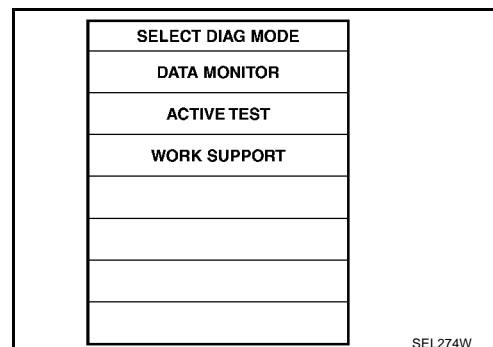 SELECT DIAG MODE
DATA MONITOR
ACTIVE TEST
WORK SUPPORT
SEL274W